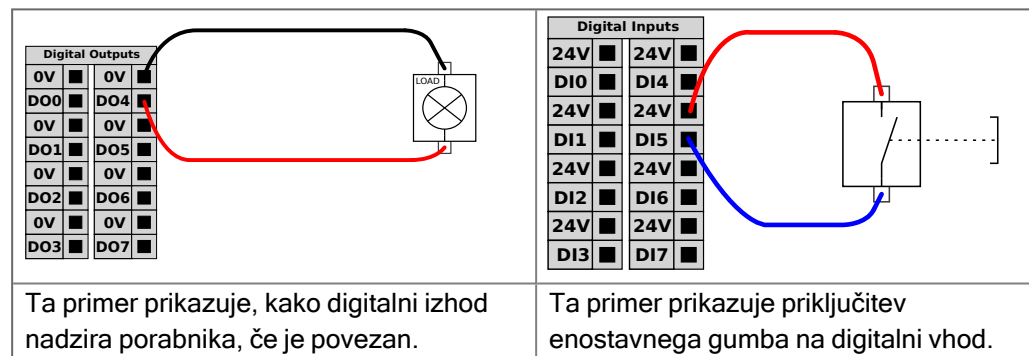 Digital Outputs
0V 0V
DO0 DO4
0V 0V
DO1 DO5
0V 0V
DO2 DO6
0V 0V
DO3 DO7
LOAD
Digital Inputs
24V 24V
DI0 DI4
24V 24V
DI1 DI5
24V 24V
DI2 DI6
24V 24V
DI3 DI7
Ta primer prikazuje, kako digitalni izhod
nadzira porabnika, če je povezan.
Ta primer prikazuje priključitev
enostavnega gumba na digitalni vhod.